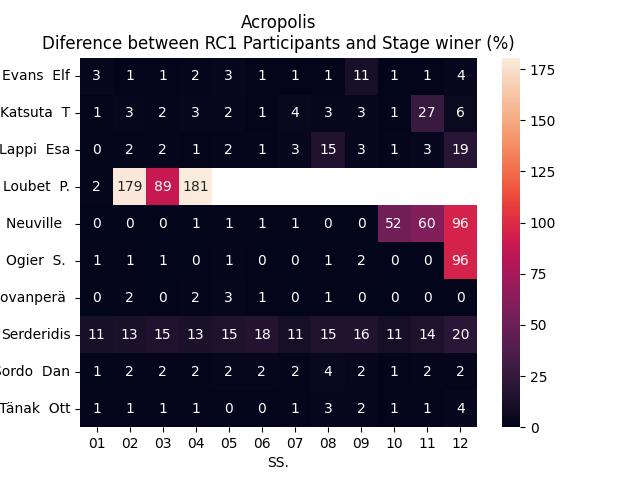 Acropolis
Diference between RC1 Participants and Stage winer (%)
Evans Elf 3 1 1 2 3 1 1 1 11 1 1 4
Katsuta T 1 3 2 3 2 1 4 3 3 1 27 6
Lappi Esa 0 2 2 1 2 1 3 15 3 1 3 19
Loubet P. 2 179 89 181
Neuville 0 0 0 1 1 1 1 0 0 52 60 96
Ogier S. 1 1 1 0 1 0 0 1 2 0 0 96
ovanperä 0 2 0 2 3 1 0 1 0 0 0 0
Serderidis 11 13 15 13 15 18 11 15 16 11 14 20
ordo Dan 1 2 2 2 2 2 2 4 2 1 2 2
Tänak Ott 1 1 1 1 0 0 1 3 2 1 1 4
01 02 03 04 05 06 07 08 09 10 11 12
SS.
175
150
125
100
75
50
25
0